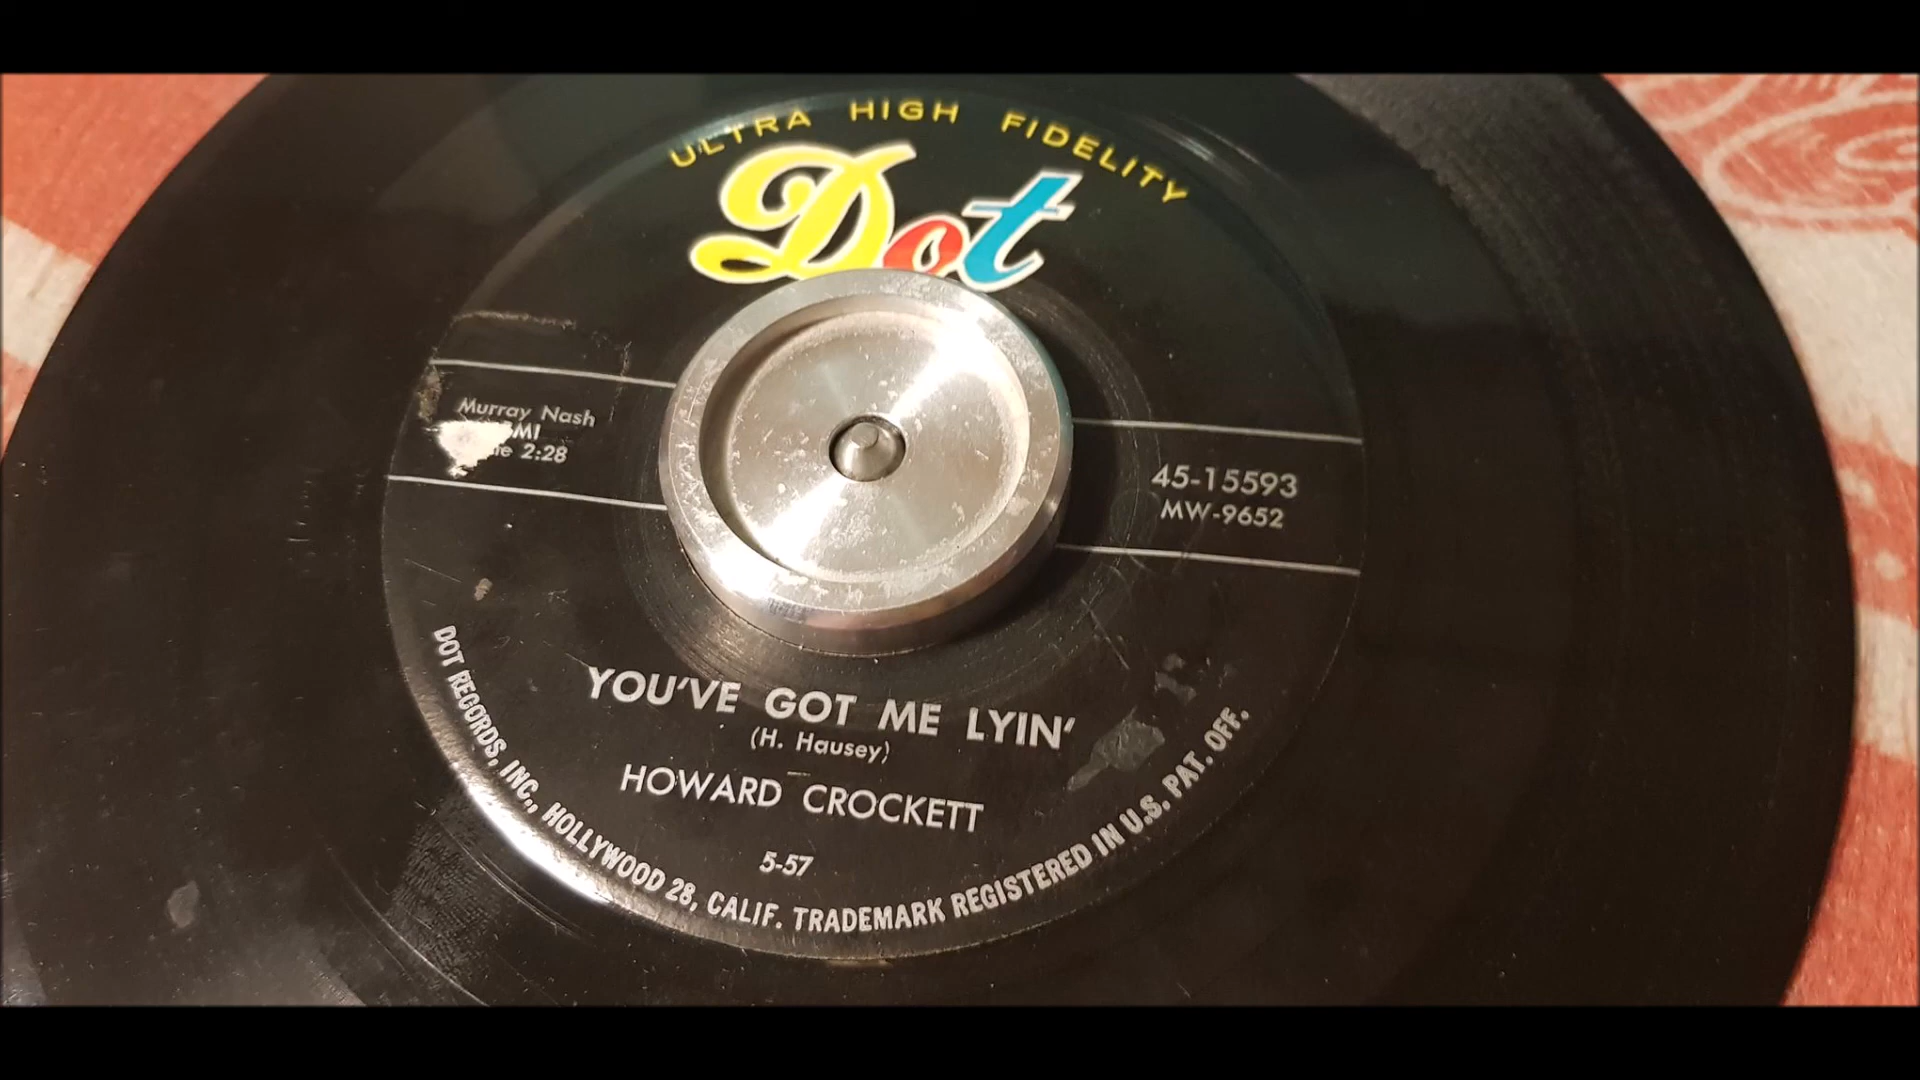 ULTRA HIGH FIDELITY
Dot
Murray Nash
BMI
2:28
45-15593
MW-9652
YOU'VE GOT ME LYIN'
(H. Hausey)
HOWARD CROCKETT
5-57
DOT RECORDS, INC., HOLLYWOOD 28, CALIF. TRADEMARK REGISTERED IN U.S. PAT. OFF.